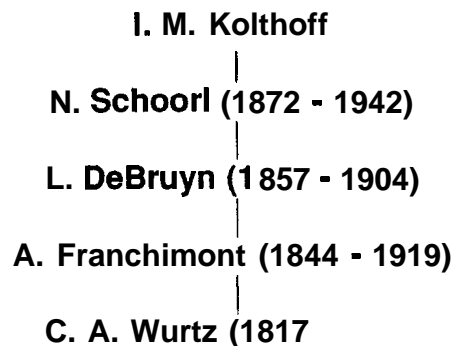 I. M. Kolthoff
N. Schoorl (1872 - 1942)
L. DeBruyn (1857 - 1904)
A. Franchimont (1844 - 1919)
C. A. Wurtz (1817